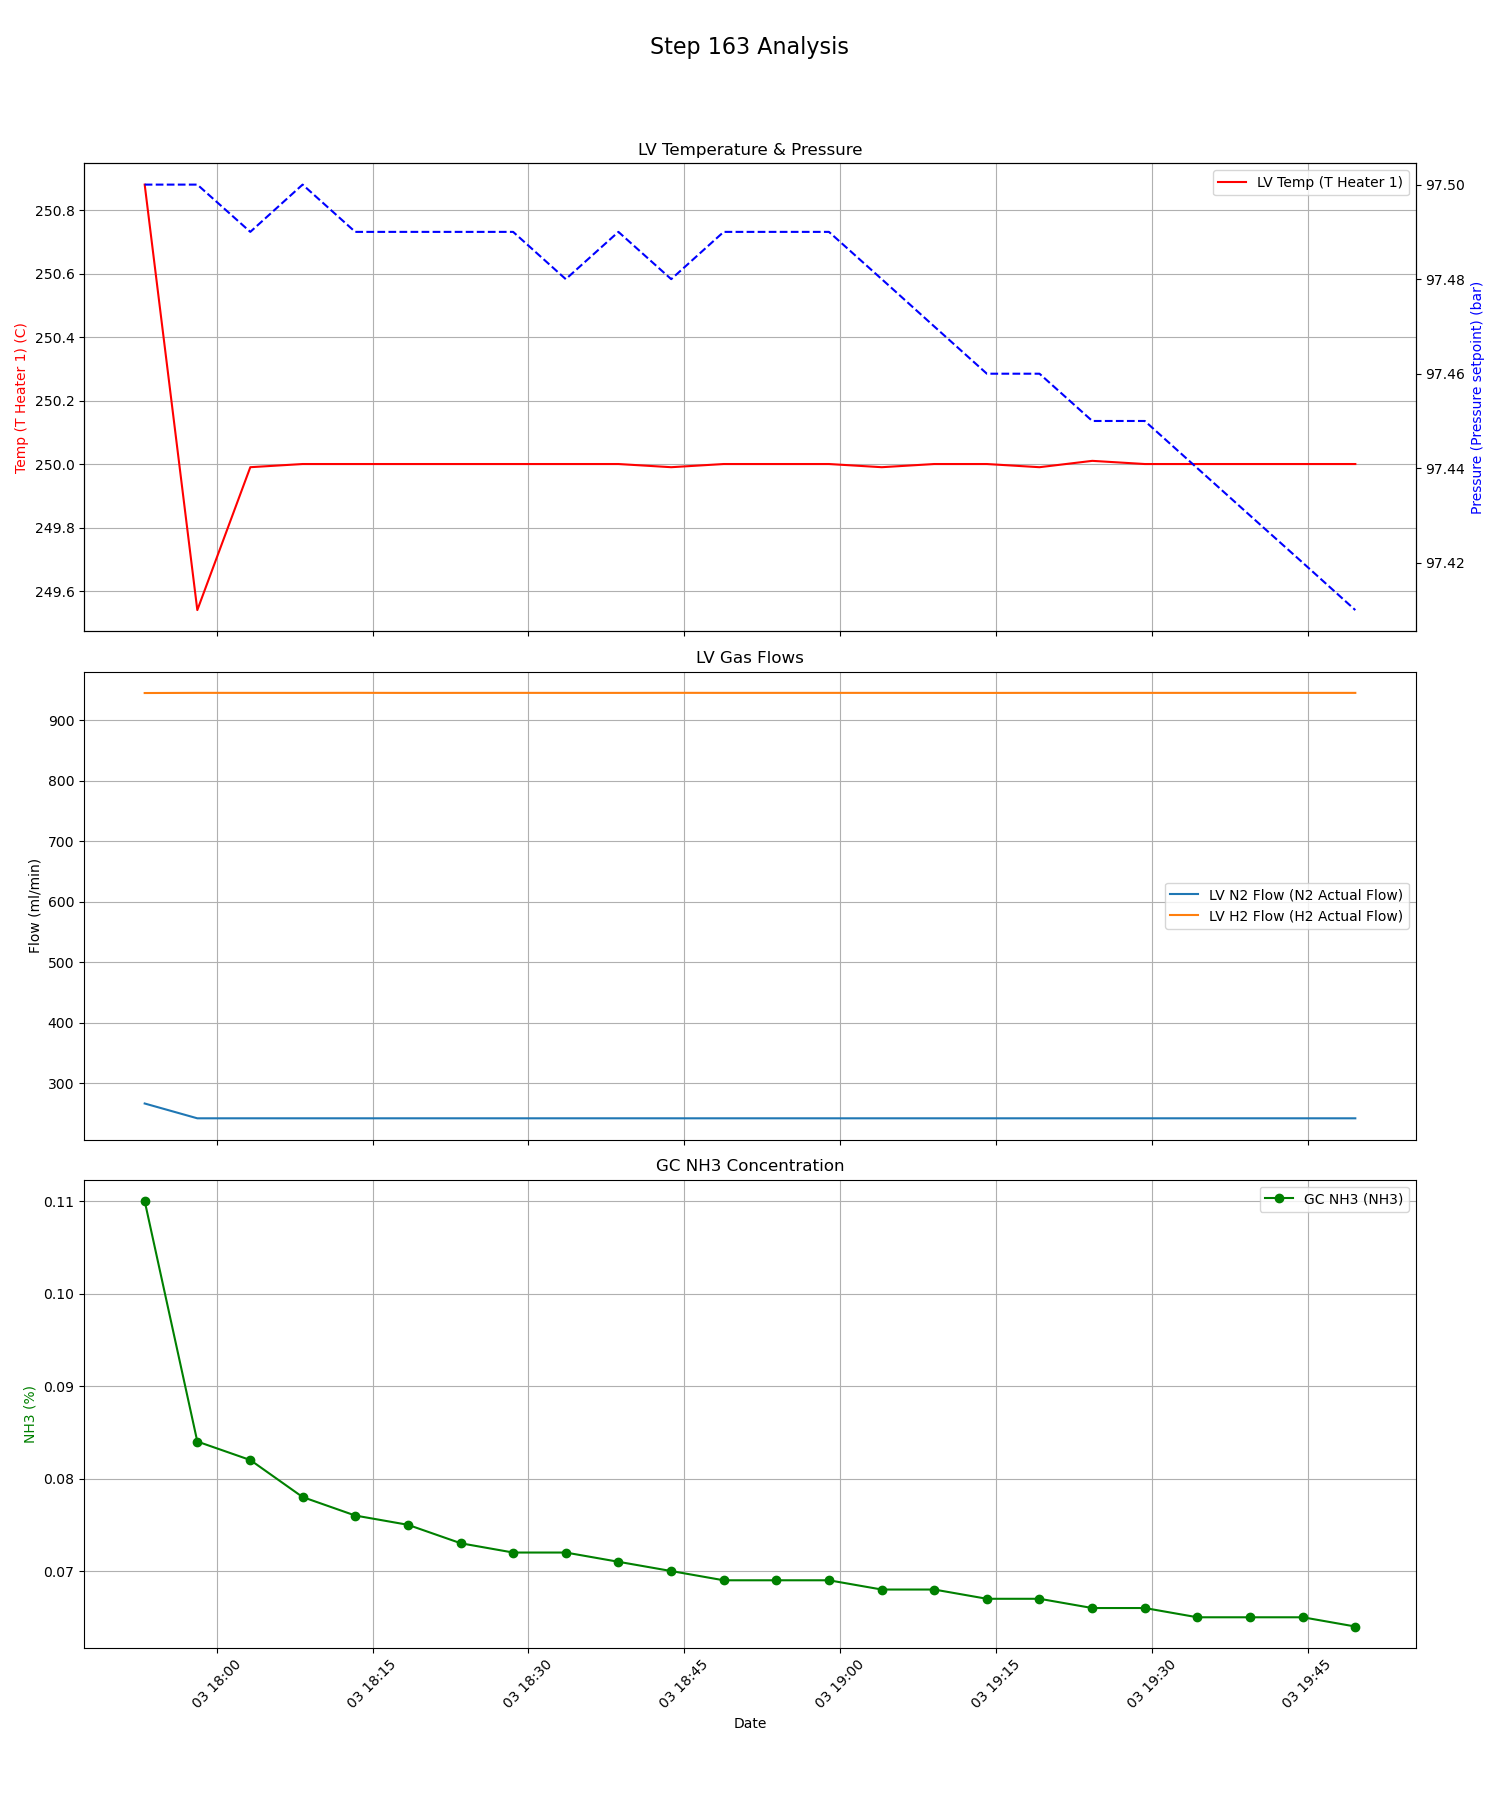 Step 163 Analysis
LV Temperature & Pressure
LV Temp (T Heater 1)
Temp (T Heater 1) (C)
250.8
250.6
250.4
250.2
250.0
249.8
249.6
97.50
97.48
97.46
97.44
97.42
Pressure (Pressure setpoint) (bar)
LV Gas Flows
Flow (ml/min)
900
800
700
600
500
400
300
LV N2 Flow (N2 Actual Flow)
LV H2 Flow (H2 Actual Flow)
GC NH3 Concentration
GC NH3 (NH3)
NH3 (%)
0.11
0.10
0.09
0.08
0.07
03 18:00
03 18:15
03 18:30
03 18:45
03 19:00
03 19:15
03 19:30
03 19:45
Date